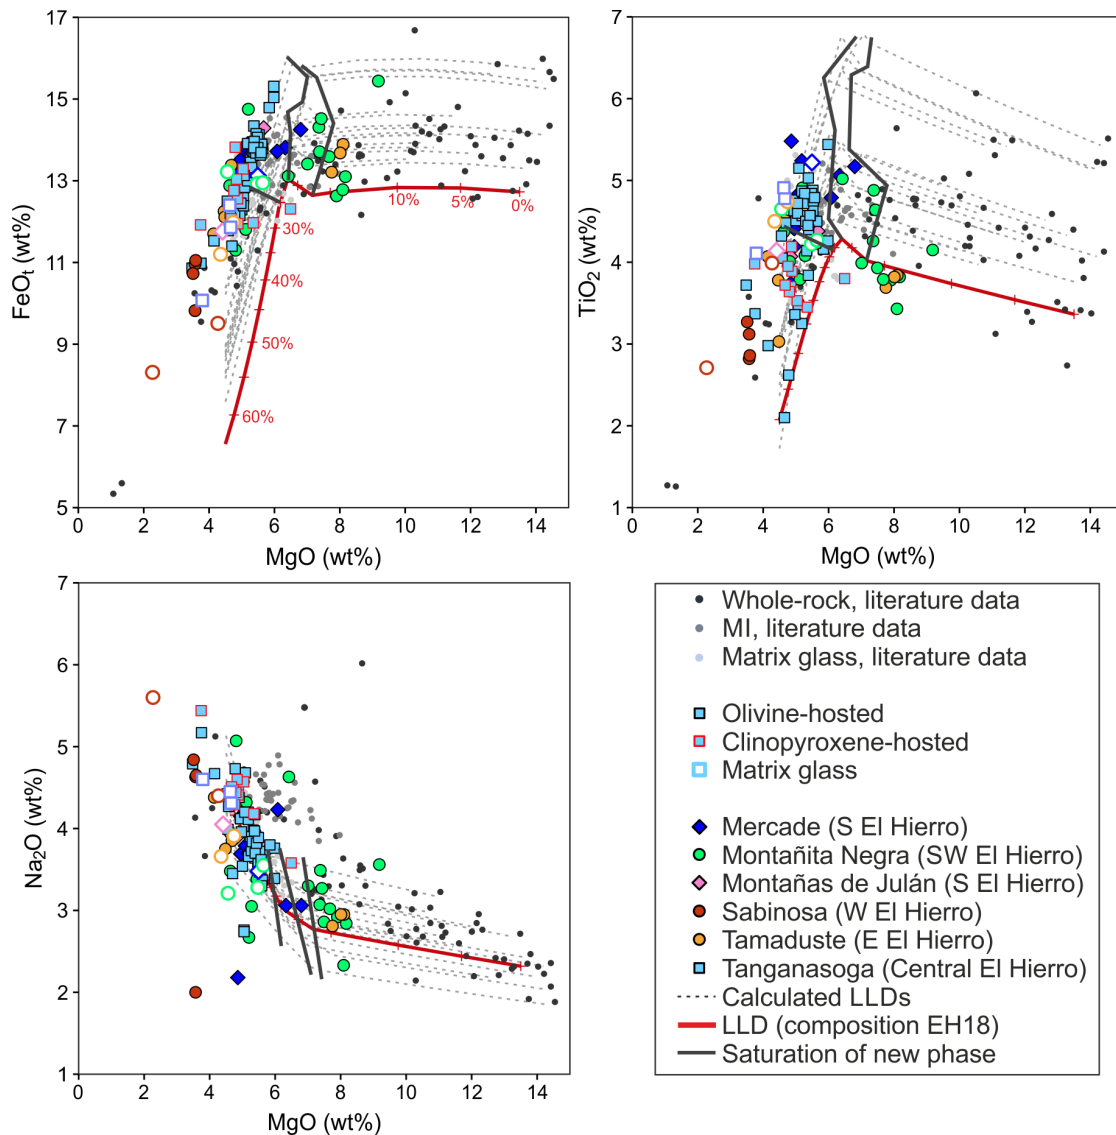 17
15
13
11
9
7
5
FeOt (wt%)
10%
5%
0%
30%
40%
50%
60%
0
2
4
6
8
10
12
14
MgO (wt%)
7
6
5
4
3
2
1
TiO2 (wt%)
0
2
4
6
8
10
12
14
MgO (wt%)
7
6
5
4
3
2
1
Na2O (wt%)
0
2
4
6
8
10
12
14
MgO (wt%)
Whole-rock, literature data
MI, literature data
Matrix glass, literature data
Olivine-hosted
Clinopyroxene-hosted
Matrix glass
Mercade (S El Hierro)
Montañita Negra (SW El Hierro)
Montañas de Julán (S El Hierro)
Sabinosa (W El Hierro)
Tamaduste (E El Hierro)
Tanganasoga (Central El Hierro)
Calculated LLDs
LLD (composition EH18)
Saturation of new phase